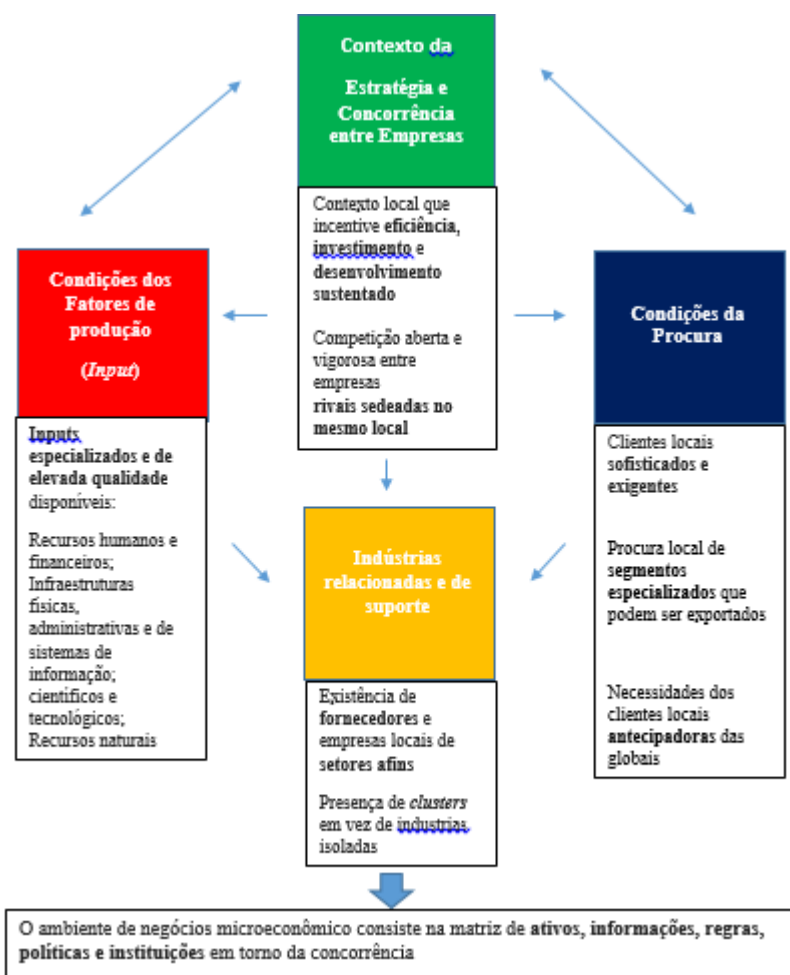 Contexto da
Estratégia e
Concorrência
entre Empresas
Contexto local que
incentive eficiência,
investimento e
desenvolvimento
sustentado
Competição aberta e
vigorosa entre
empresas
rivais sedeadas no
mesmo local
Condições dos
Fatores de
produção
(Input)
Inputs
especializados e de
elevada qualidade
disponíveis:
Recursos humanos e
financeiros;
Infraestruturas
físicas,
administrativas e de
sistemas de
informação;
científicos e
tecnológicos;
Recursos naturais
Condições da
Procura
Clientes locais
sofisticados e
exigentes
Procura local de
segmentos
especializados que
podem ser exportados
Necessidades dos
clientes locais
antecipadoras das
globais
Indústrias
relacionadas e de
suporte
Existência de
fornecedores e
empresas locais de
setores afins
Presença de clusters
em vez de industrias
isoladas
O ambiente de negócios microeconômico consiste na matriz de ativos, informações, regras,
políticas e instituições em torno da concorrência